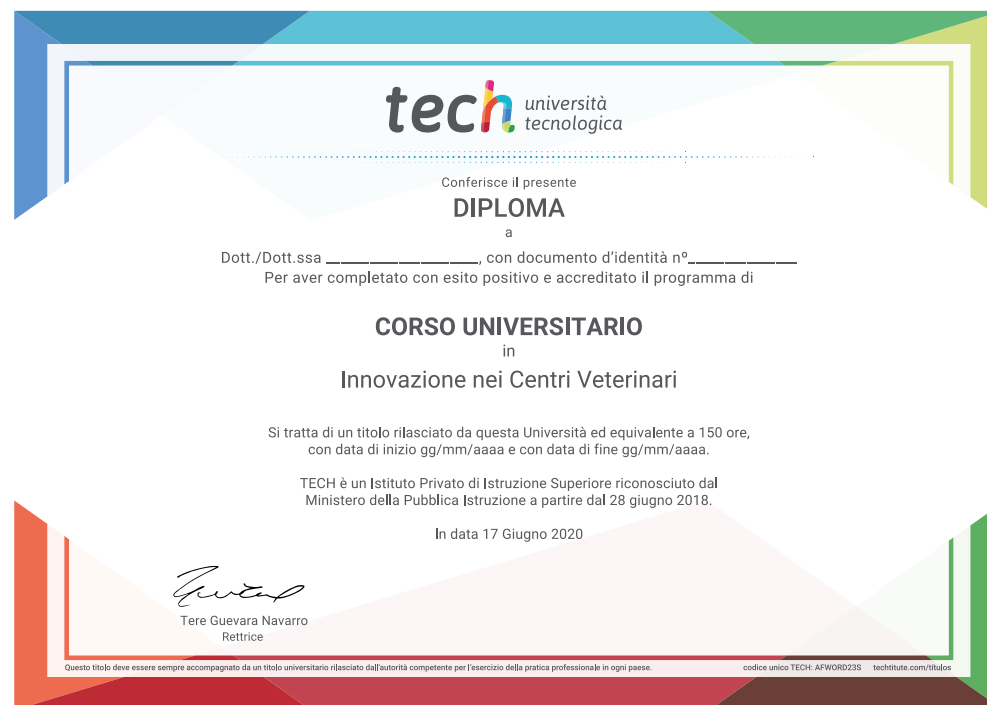 tech università
tecnologica
Conferisce il presente
DIPLOMA
a
Dott./Dott.ssa _______________, con documento d'identità nº___________
Per aver completato con esito positivo e accreditato il programma di
CORSO UNIVERSITARIO
in
Innovazione nei Centri Veterinari
Si tratta di un titolo rilasciato da questa Università ed equivalente a 150 ore,
con data di inizio gg/mm/aaaa e con data di fine gg/mm/aaaa.
TECH è un Istituto Privato di Istruzione Superiore riconosciuto dal
Ministero della Pubblica Istruzione a partire dal 28 giugno 2018.
In data 17 Giugno 2020
Tere Guevara Navarro
Rettrice
Questo titolo deve essere sempre accompagnato da un titolo universitario rilasciato dall'autorità competente per l'esercizio della pratica professionale in ogni paese. codice unico TECH: AFWORD23S techtitute.com/titulos